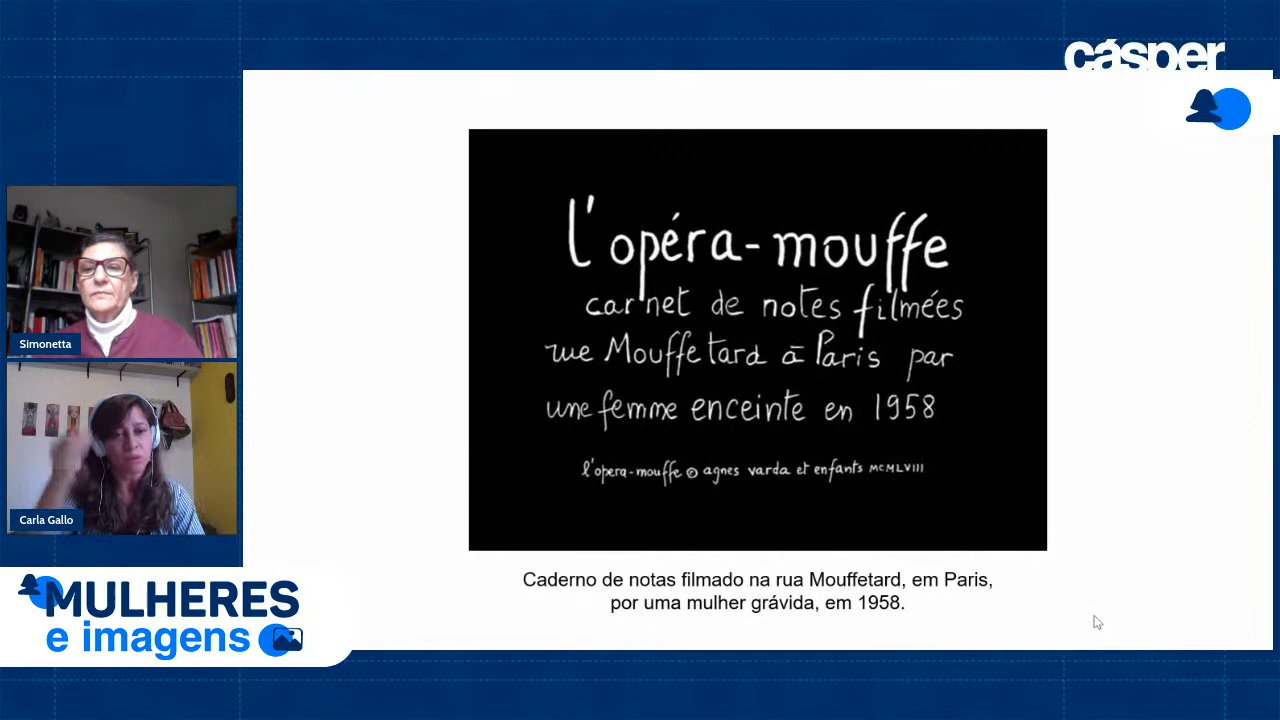 cásper
l'opéra-mouffe
carnet de notes filmées
rue Mouffetard à Paris par
une femme enceinte en 1958
l'opera-mouffe © agnes varda et enfants MCMLVIII
Caderno de notas filmado na rua Mouffetard, em Paris,
por uma mulher grávida, em 1958.
Simonetta
Carla Gallo
MULHERES
e imagens